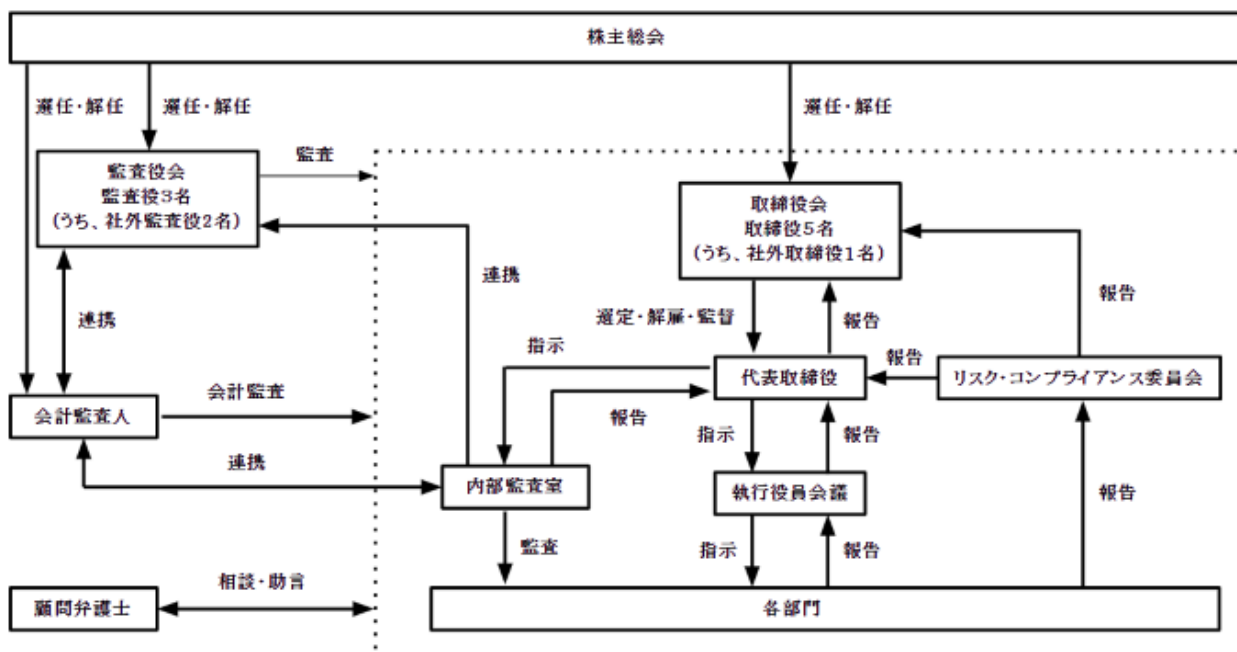 株主総会
選任・解任
選任・解任
選任・解任
監査役会
監査役3名
(うち、社外監査役2名)
監査
取締役会
取締役5名
(うち、社外取締役1名)
連携
連携
選定・解雇・監督
報告
報告
指示
代表取締役
報告
リスク・コンプライアンス委員会
会計監査人
会計監査
報告
指示
報告
連携
内部監査室
執行役員会議
報告
監査
指示
報告
顧問弁護士
相談・助言
各部門